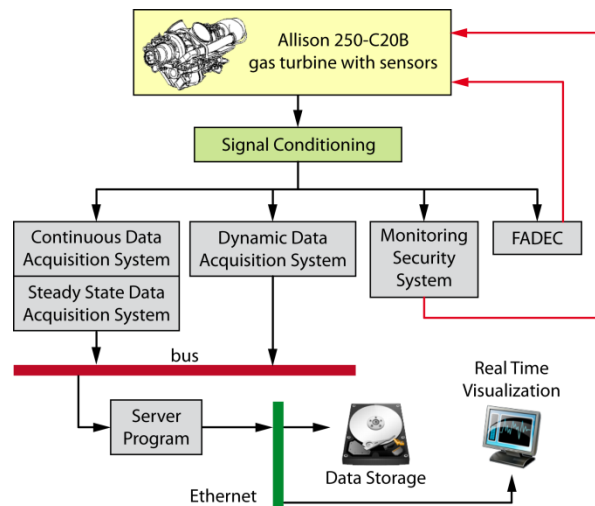 Allison 250-C20B
gas turbine with sensors
Signal Conditioning
Continuous Data
Acquisition System
Steady State Data
Acquisition System
Dynamic Data
Acquisition System
Monitoring
Security
System
FADEC
bus
Server
Program
Ethernet
Data Storage
Real Time
Visualization